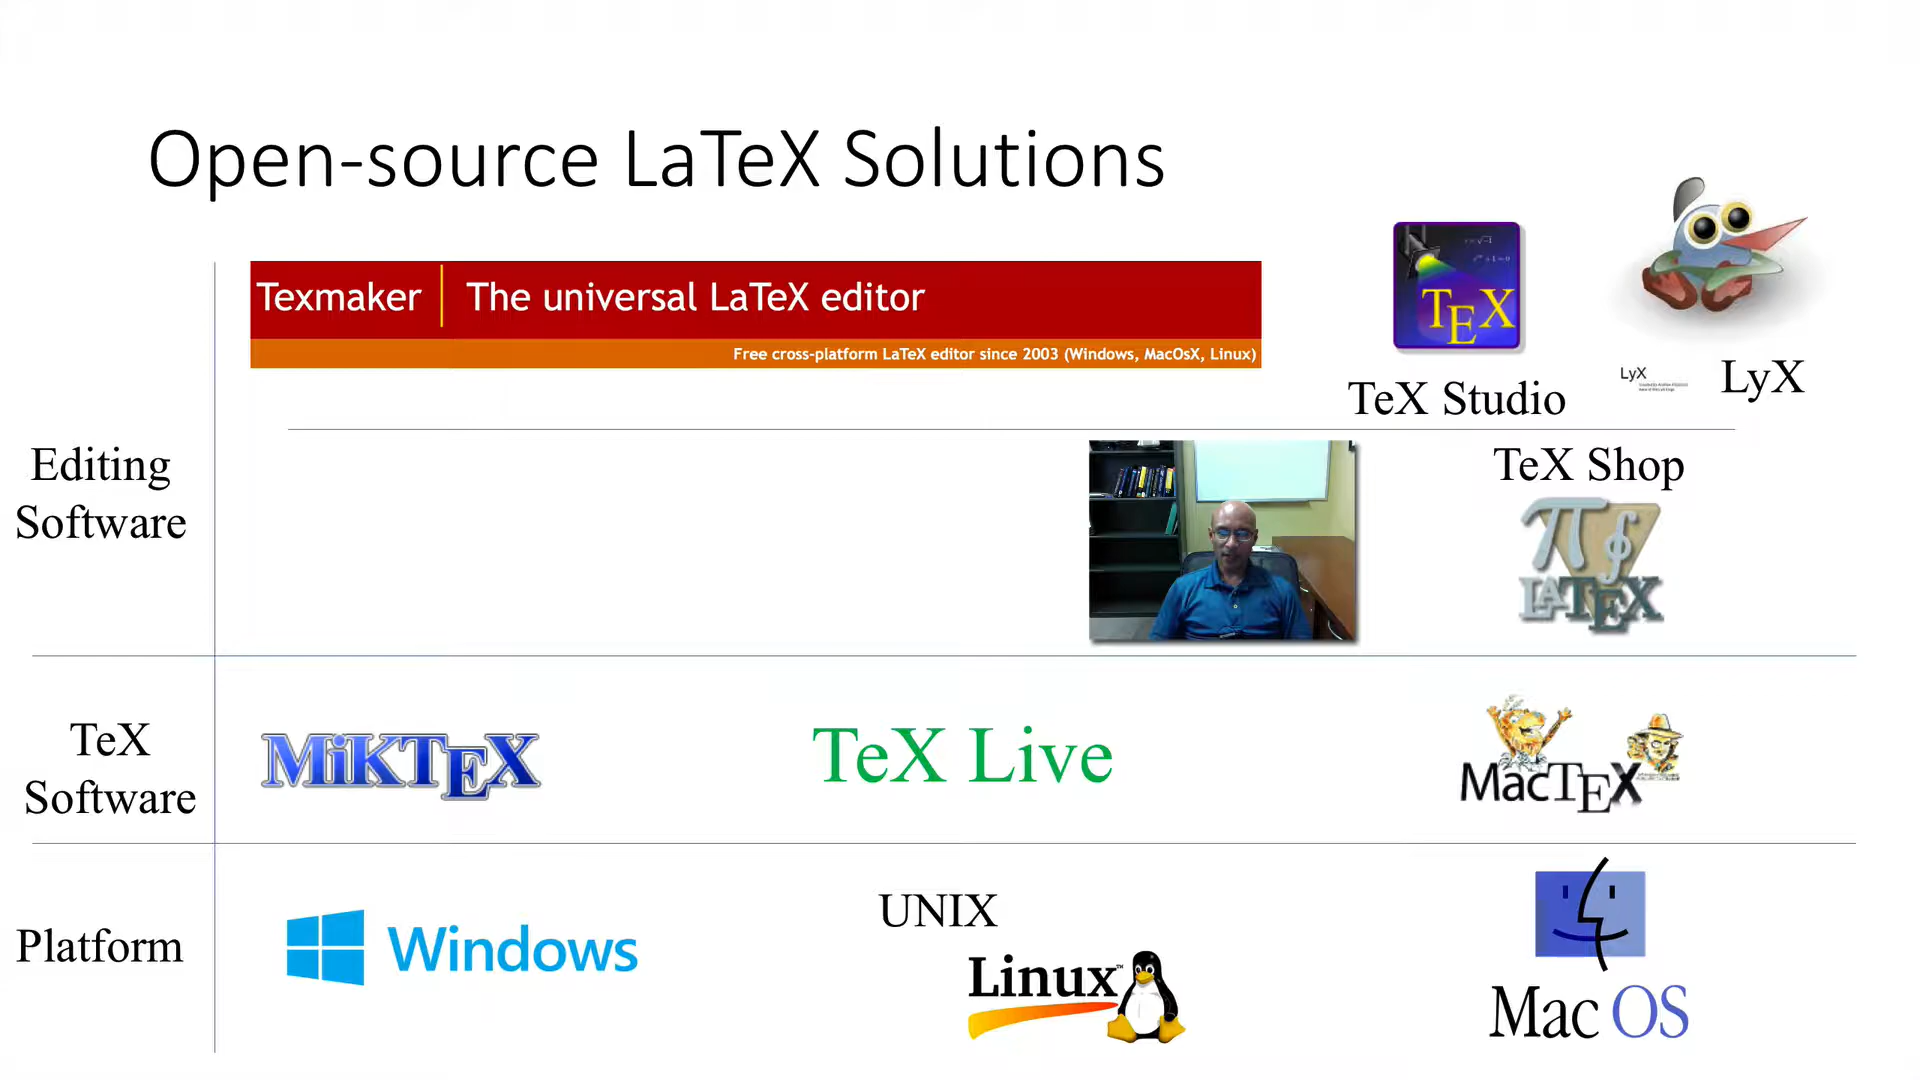 Open-source LaTeX Solutions
Texmaker
The universal LaTeX editor
Free cross-platform LaTeX editor since 2003 (Windows, MacOsX, Linux)
TEX
TeX Studio
LyX
LyX
Editing
Software
TeX Shop
LATEX
TeX
Software
MiKTEX
TeX Live
MacTEX
Platform
Windows
UNIX
Linux™
Mac OS